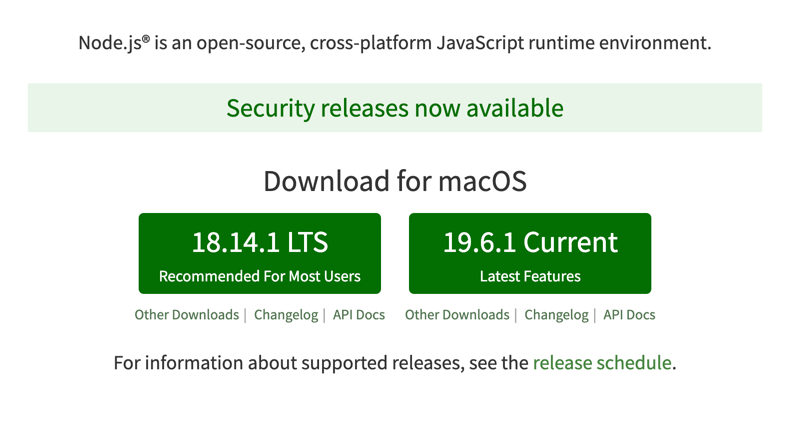 Node.js® is an open-source, cross-platform JavaScript runtime environment.
Security releases now available
Download for macOS
18.14.1 LTS
Recommended For Most Users
19.6.1 Current
Latest Features
Other Downloads | Changelog | API Docs
Other Downloads | Changelog | API Docs
For information about supported releases, see the release schedule.